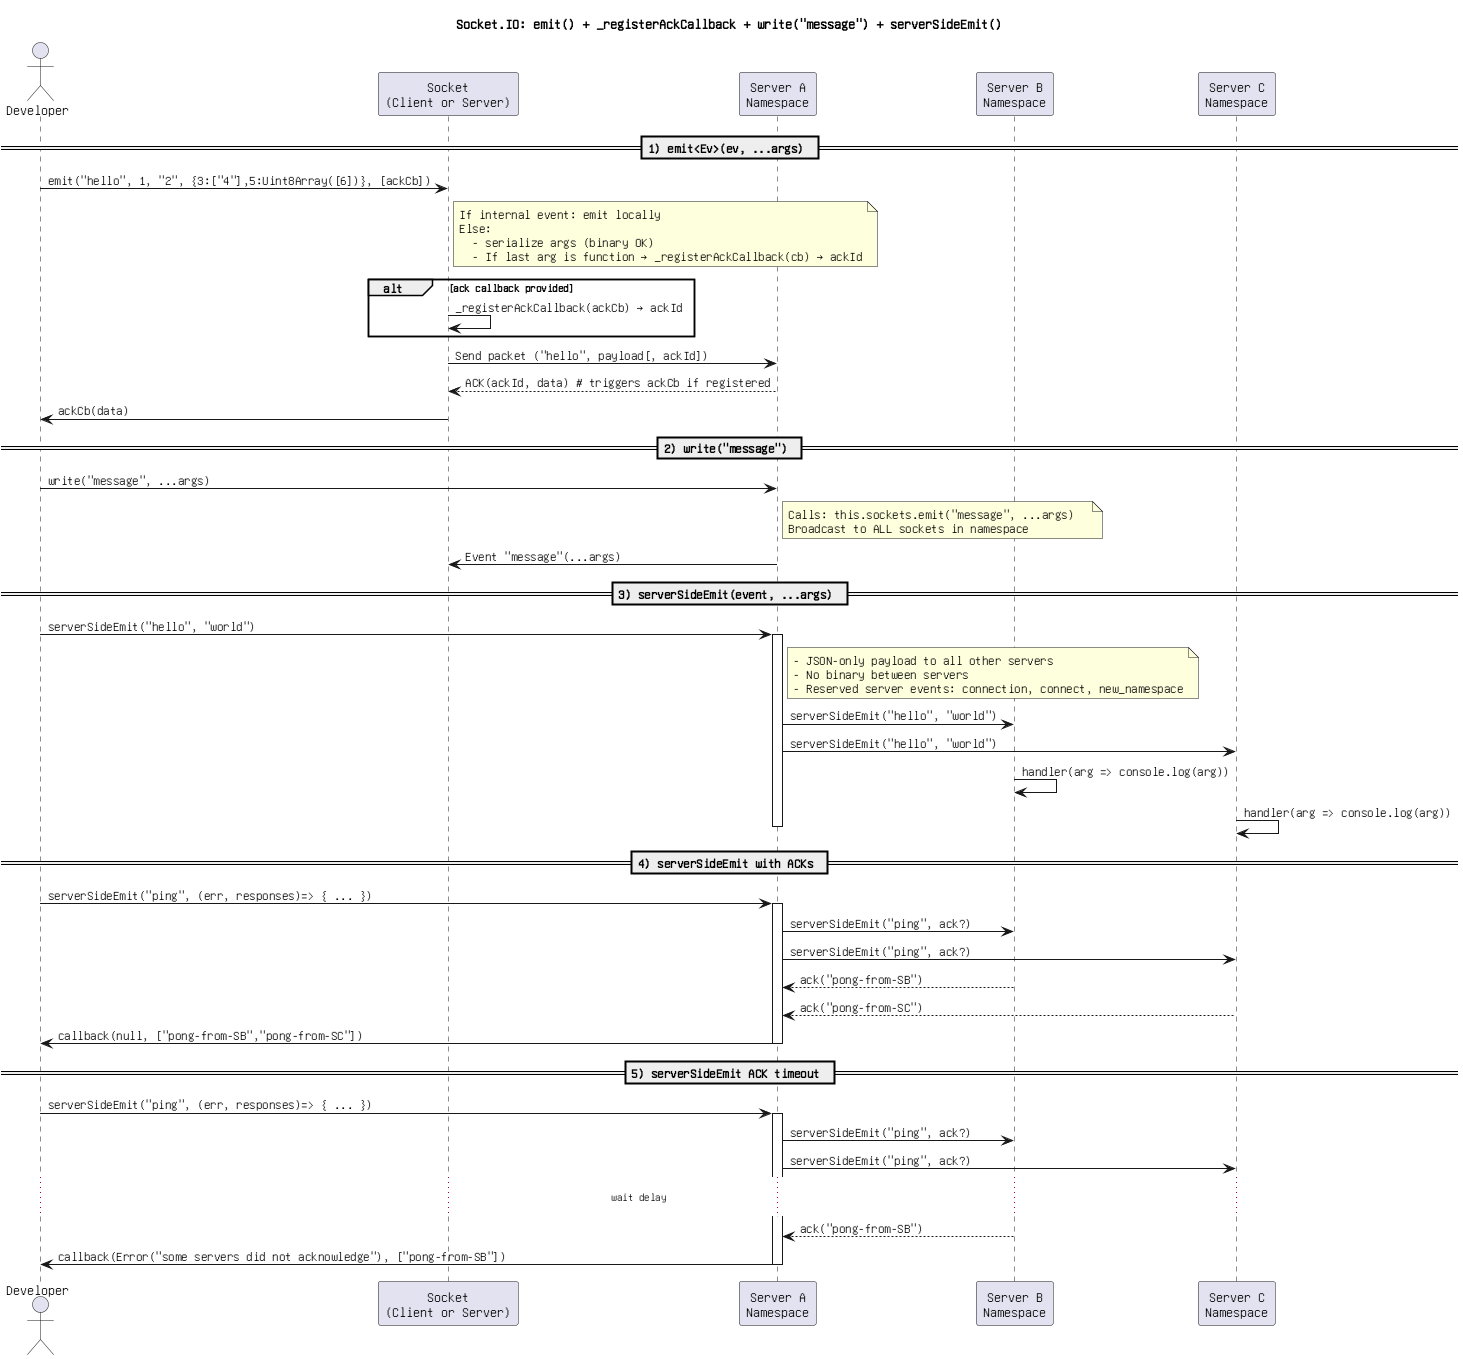 Socket.IO: emit() + _registerAckCallback + write("message") + serverSideEmit()
Developer
Socket
(Client or Server)
Server A
Namespace
Server B
Namespace
Server C
Namespace
1) emit<Ev>(ev, ...args)
emit("hello", 1, "2", {3:["4"],5:Uint8Array([6])}, [ackCb])
If internal event: emit locally
Else:
- serialize args (binary OK)
- If last arg is function → _registerAckCallback(cb) → ackId
alt
[ack callback provided]
_registerAckCallback(ackCb) → ackId
Send packet ("hello", payload[, ackId])
ACK(ackId, data) # triggers ackCb if registered
ackCb(data)
2) write("message")
write("message", ...args)
Calls: this.sockets.emit("message", ...args)
Broadcast to ALL sockets in namespace
Event "message"(...args)
3) serverSideEmit(event, ...args)
serverSideEmit("hello", "world")
- JSON-only payload to all other servers
- No binary between servers
- Reserved server events: connection, connect, new_namespace
serverSideEmit("hello", "world")
serverSideEmit("hello", "world")
handler(arg => console.log(arg))
handler(arg => console.log(arg))
4) serverSideEmit with ACKs
serverSideEmit("ping", (err, responses)=> { ... })
serverSideEmit("ping", ack?)
serverSideEmit("ping", ack?)
ack("pong-from-SB")
ack("pong-from-SC")
callback(null, ["pong-from-SB","pong-from-SC"])
5) serverSideEmit ACK timeout
serverSideEmit("ping", (err, responses)=> { ... })
serverSideEmit("ping", ack?)
serverSideEmit("ping", ack?)
wait delay
ack("pong-from-SB")
callback(Error("some servers did not acknowledge"), ["pong-from-SB"])
Developer
Socket
(Client or Server)
Server A
Namespace
Server B
Namespace
Server C
Namespace